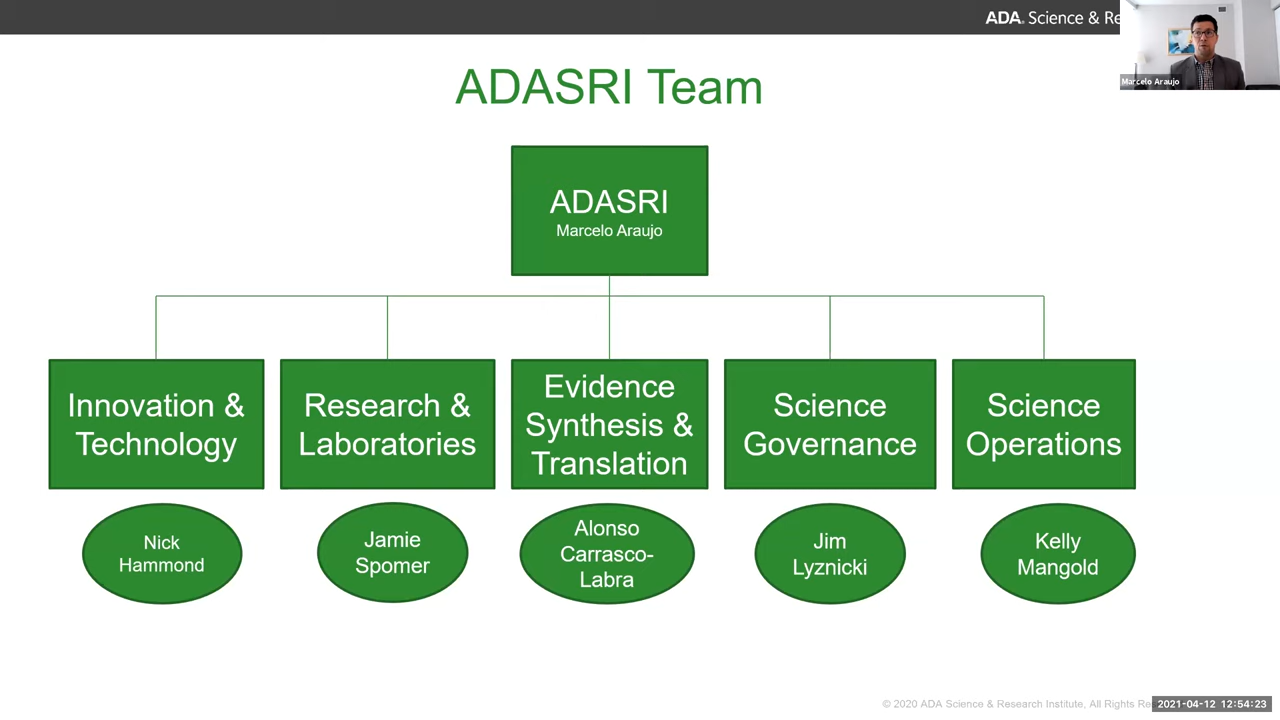 ADA. Science & Re
Marcelo Araujo
ADASRI Team
ADASRI
Marcelo Araujo
Innovation &
Technology
Research &
Laboratories
Evidence
Synthesis &
Translation
Science
Governance
Science
Operations
Nick
Hammond
Jamie
Spomer
Alonso
Carrasco-
Labra
Jim
Lyznicki
Kelly
Mangold
© 2020 ADA Science & Research Institute, All Rights Re
2021-04-12 12:54:23